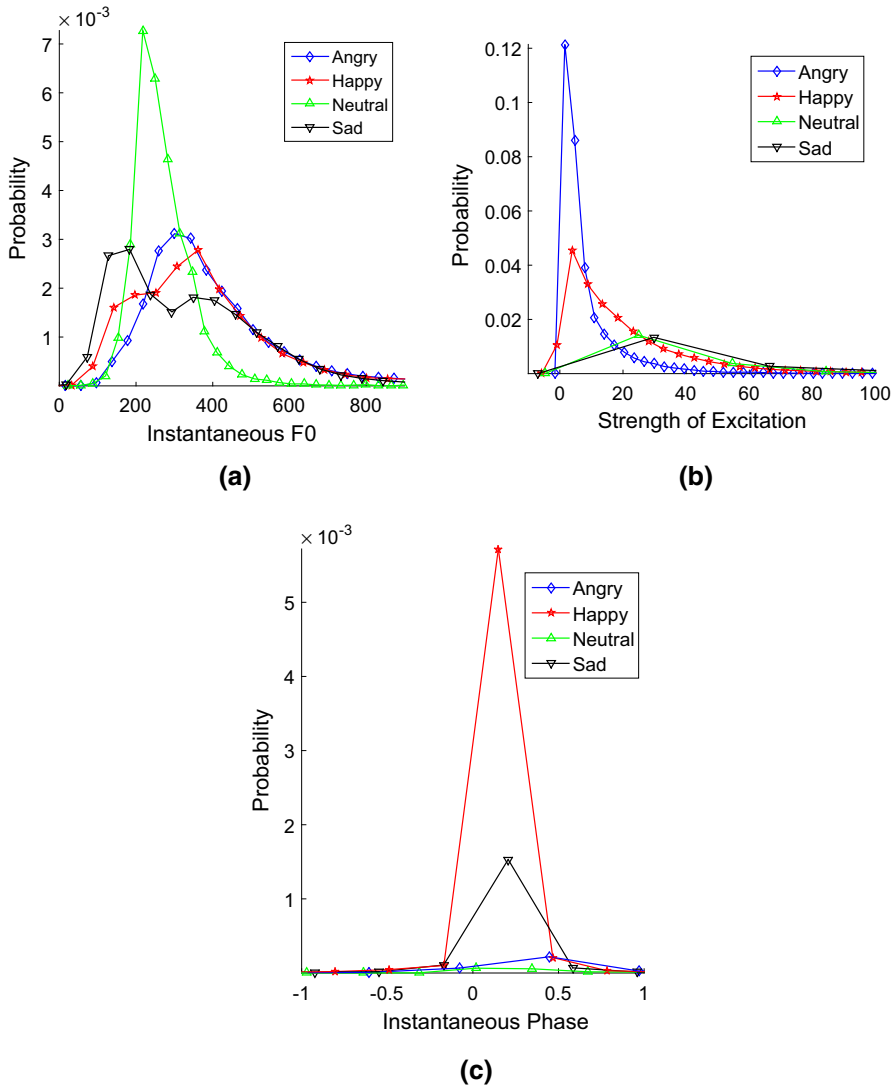 × 10^-3
7
6
5
4
3
2
1
Probability
0 200 400 600 800
Instantaneous F0
Angry
Happy
Neutral
Sad
(a)
0.12
0.1
0.08
0.06
0.04
0.02
Probability
0 20 40 60 80 100
Strength of Excitation
Angry
Happy
Neutral
Sad
(b)
× 10^-3
5
4
3
2
1
Probability
-1 -0.5 0 0.5 1
Instantaneous Phase
Angry
Happy
Neutral
Sad
(c)